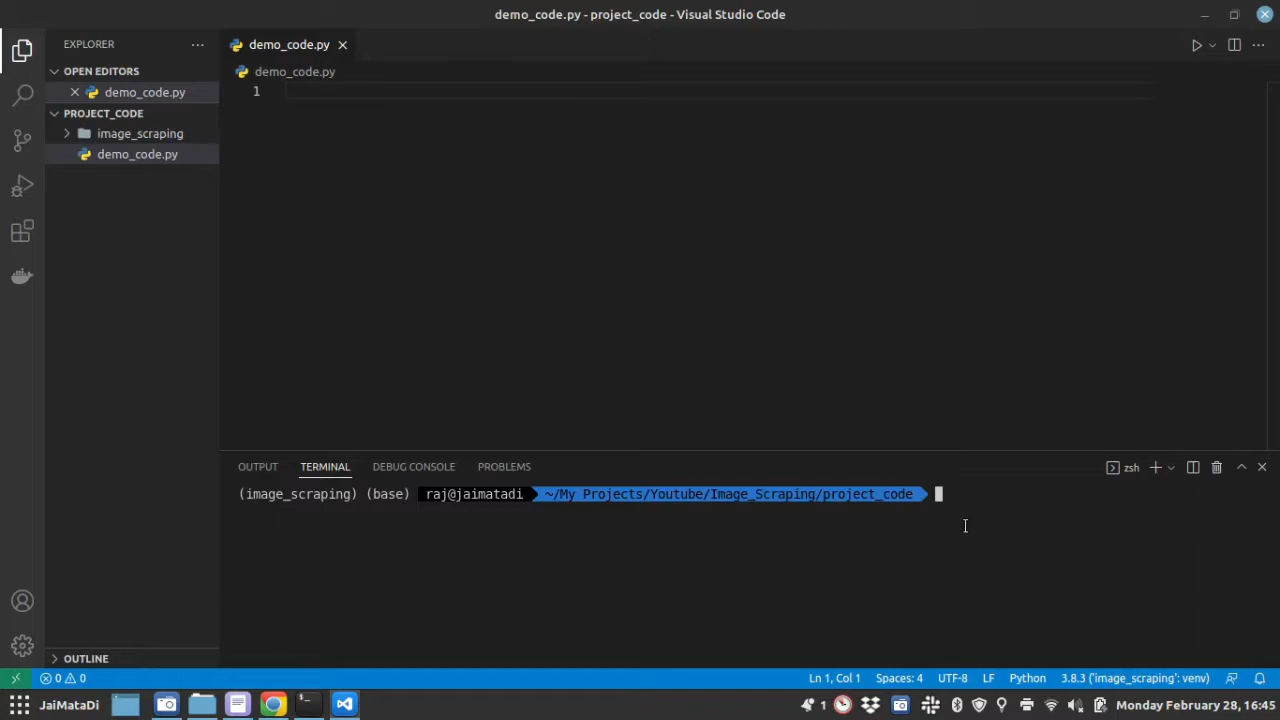 demo_code.py - project_code - Visual Studio Code
EXPLORER
demo_code.py
OPEN EDITORS
demo_code.py
demo_code.py
PROJECT_CODE
1
image_scraping
demo_code.py
OUTPUT TERMINAL DEBUG CONSOLE PROBLEMS
zsh
(image_scraping) (base) raj@jaimatadi ~/My Projects/Youtube/Image_Scraping/project_code
OUTLINE
0 0
Ln 1, Col 1 Spaces: 4 UTF-8 LF Python 3.8.3 ('image_scraping': venv)
JaiMataDi
1
Monday February 28, 16:45